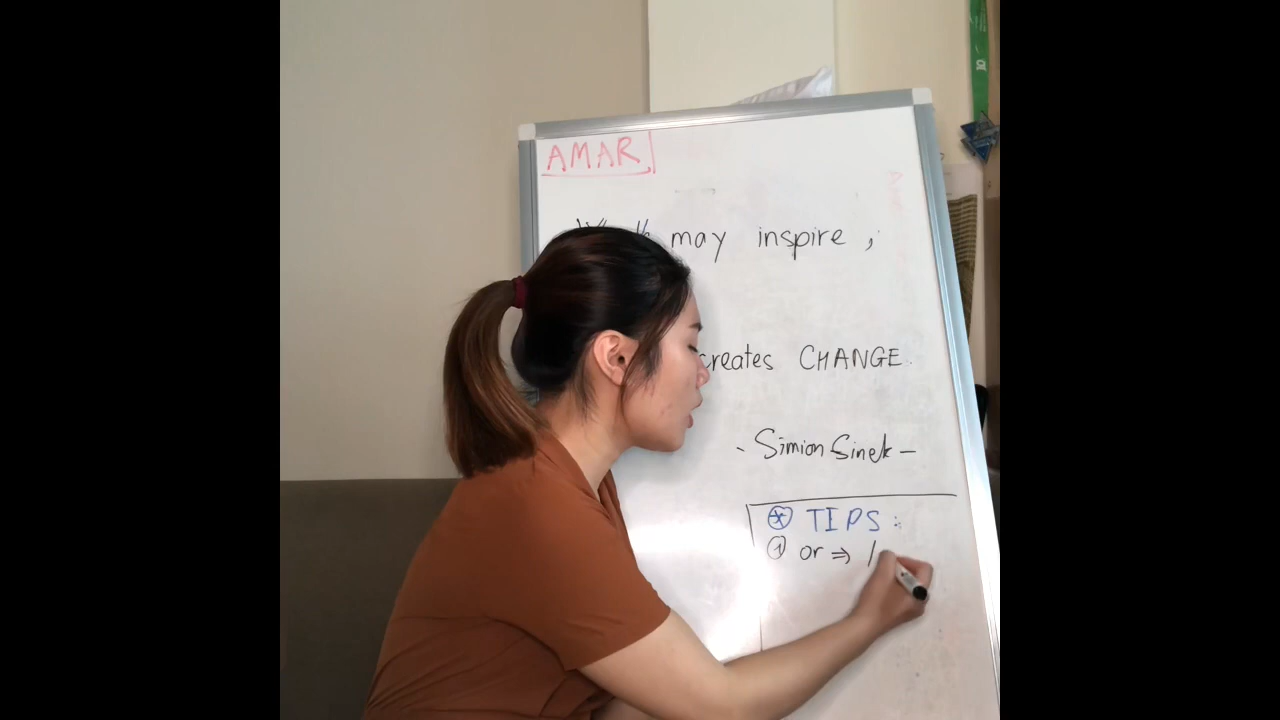 AMAR
may inspire ,
creates CHANGE.
- Simion Sinek -
⊛ TIPS :
① or ⇒ /